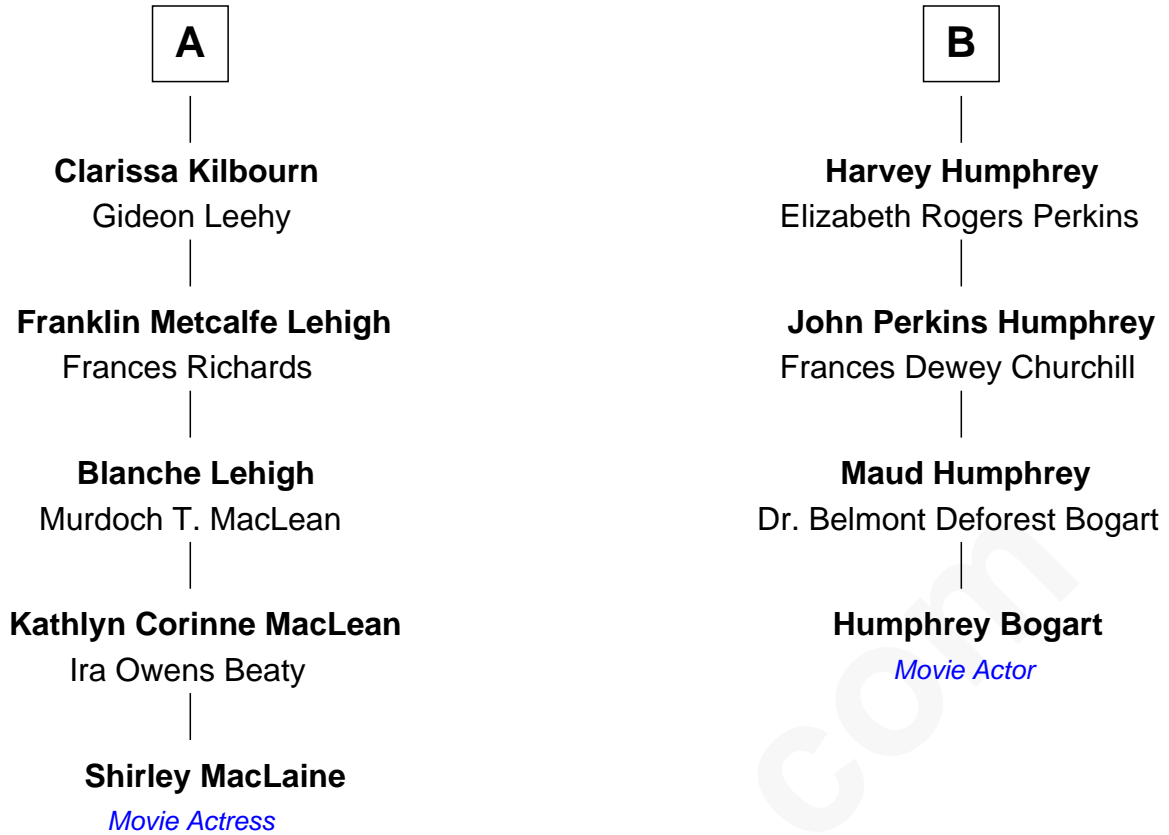 A
Clarissa Kilbourn
Gideon Leehy
Franklin Metcalfe Lehigh
Frances Richards
Blanche Lehigh
Murdoch T. MacLean
Kathlyn Corinne MacLean
Ira Owens Beaty
Shirley MacLaine
Movie Actress
B
Harvey Humphrey
Elizabeth Rogers Perkins
John Perkins Humphrey
Frances Dewey Churchill
Maud Humphrey
Dr. Belmont Deforest Bogart
Humphrey Bogart
Movie Actor
com